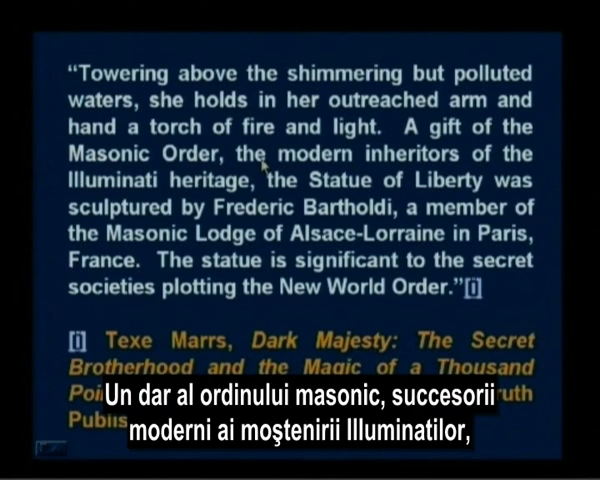 “Towering above the shimmering but polluted
waters, she holds in her outreached arm and
hand a torch of fire and light. A gift of the
Masonic Order, the modern inheritors of the
Illuminati heritage, the Statue of Liberty was
sculptured by Frederic Bartholdi, a member of
the Masonic Lodge of Alsace-Lorraine in Paris,
France. The statue is significant to the secret
societies plotting the New World Order.”[i]
[i] Texe Marrs, Dark Majesty: The Secret
Brotherhood and the Magic of a Thousand
Un dar al ordinului masonic, succesorii
moderni ai moştenirii Illuminatilor,